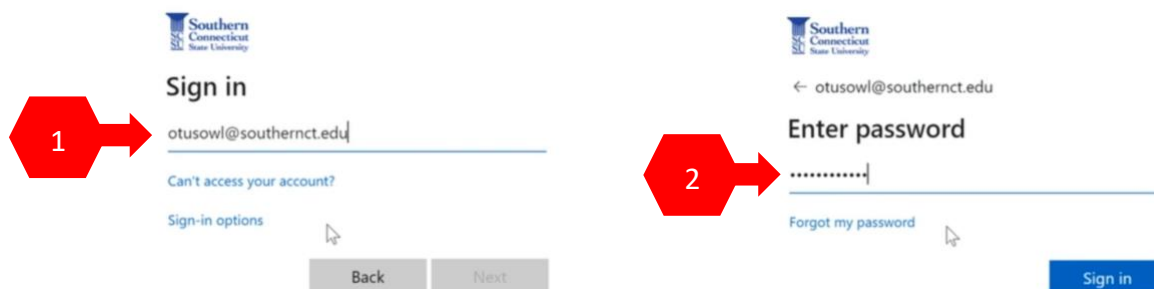 Southern
Connecticut
State University
Sign in
1
otusowl@southernct.edu
Can't access your account?
Sign-in options
Back
Next
Southern
Connecticut
State University
← otusowl@southernct.edu
Enter password
2
••••••••••••
Forgot my password
Sign in